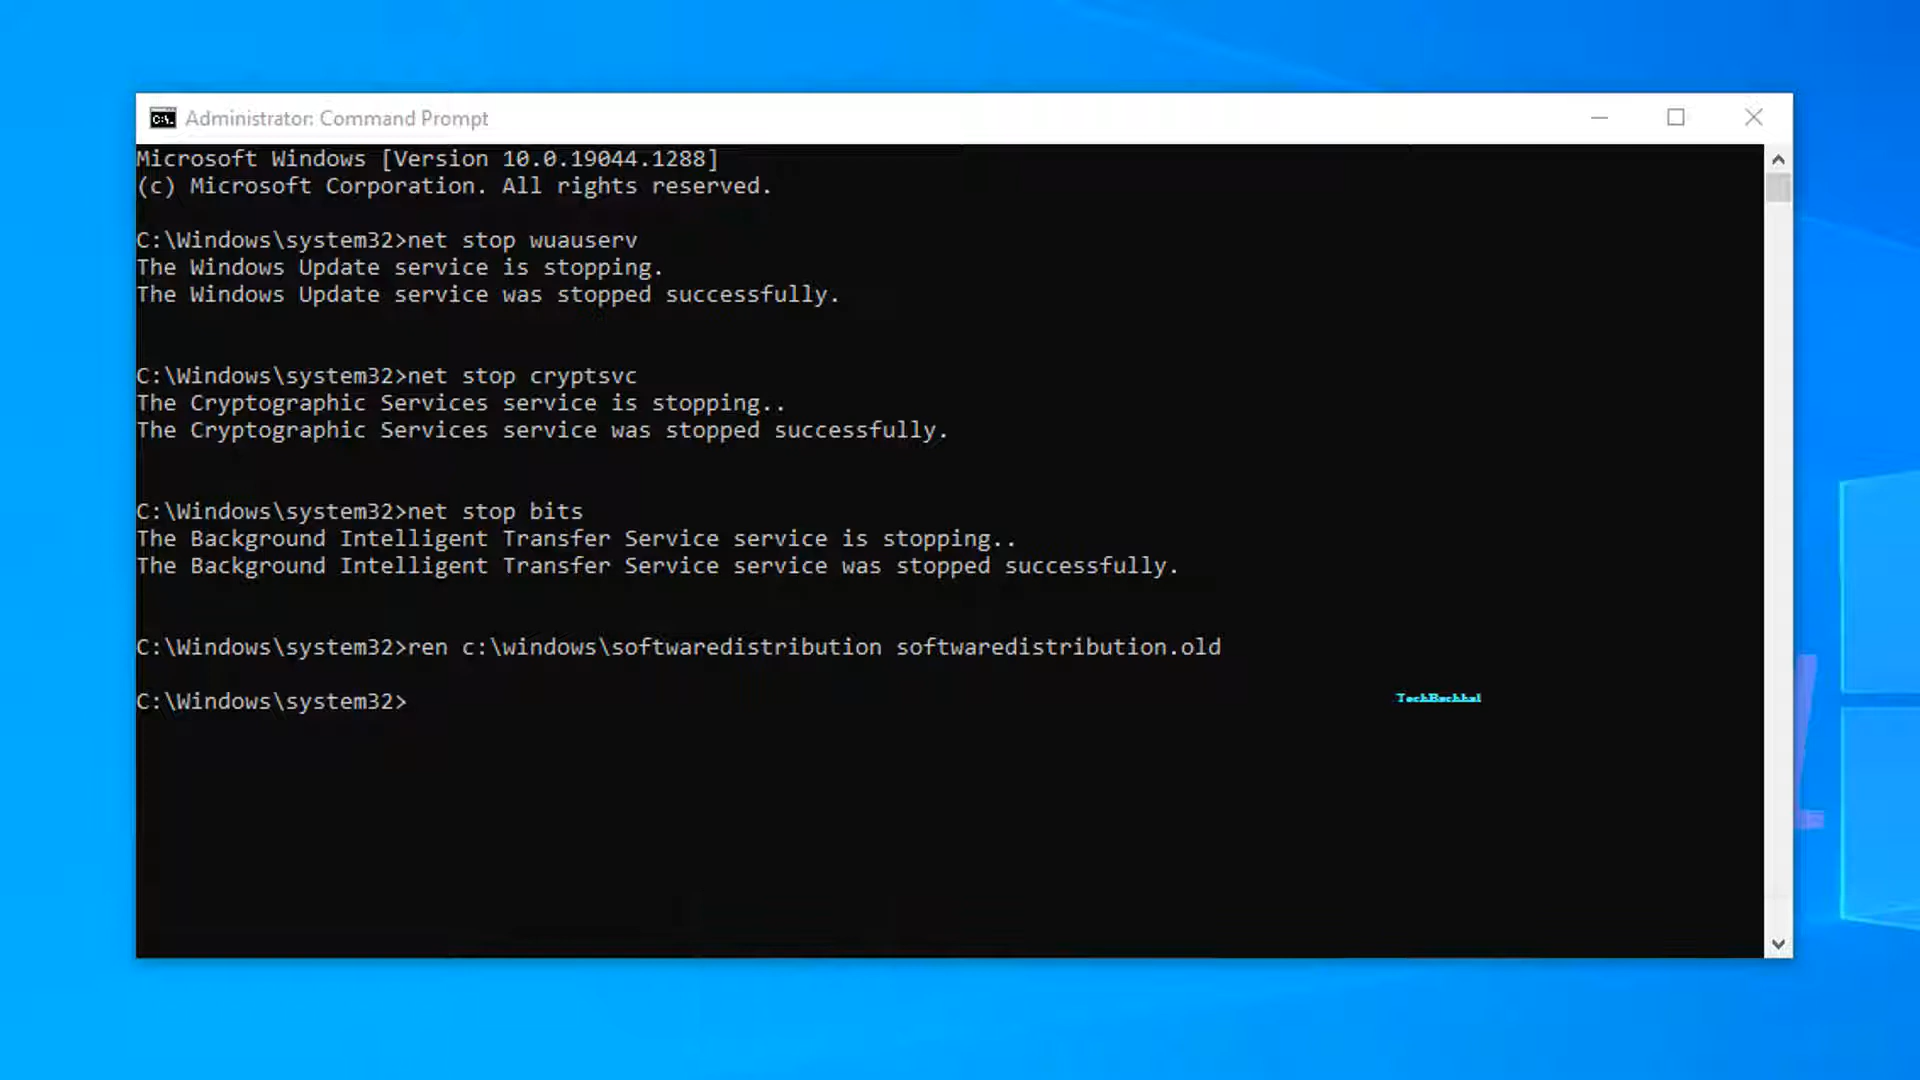 Administrator: Command Prompt
Microsoft Windows [Version 10.0.19044.1288]
(c) Microsoft Corporation. All rights reserved.
C:\Windows\system32>net stop wuauserv
The Windows Update service is stopping.
The Windows Update service was stopped successfully.
C:\Windows\system32>net stop cryptsvc
The Cryptographic Services service is stopping..
The Cryptographic Services service was stopped successfully.
C:\Windows\system32>net stop bits
The Background Intelligent Transfer Service service is stopping..
The Background Intelligent Transfer Service service was stopped successfully.
C:\Windows\system32>ren c:\windows\softwaredistribution softwaredistribution.old
C:\Windows\system32>